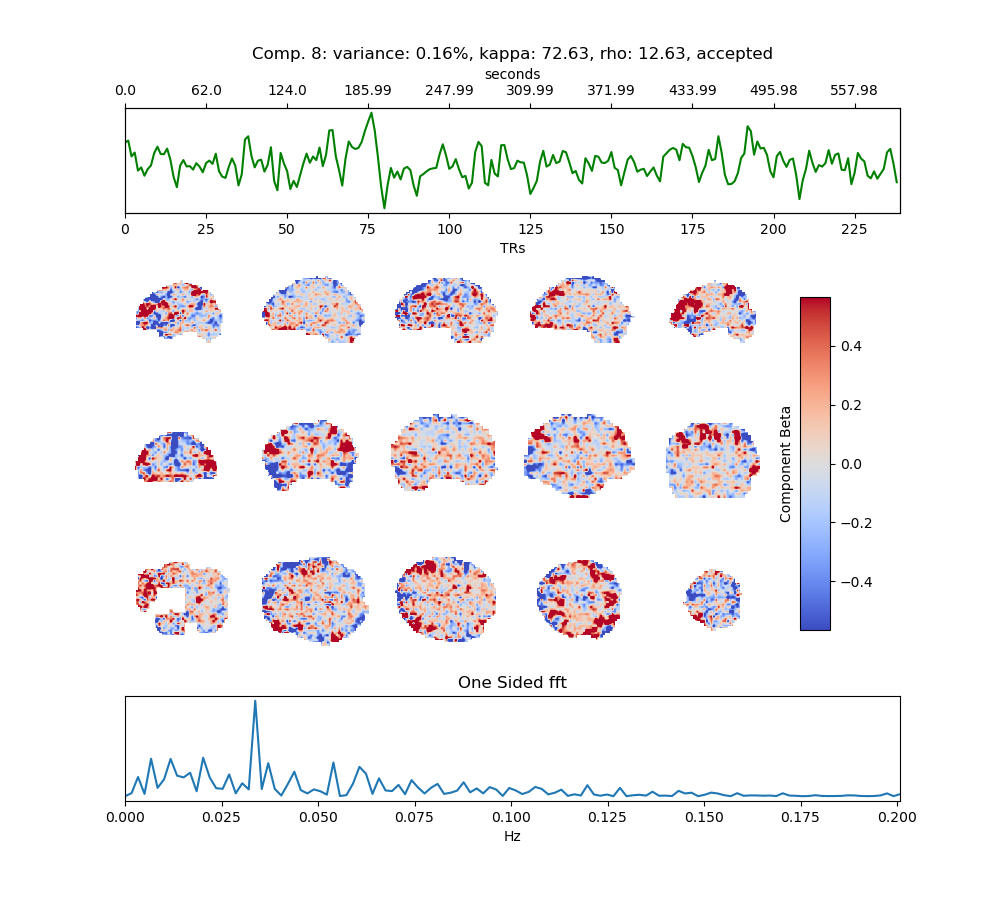 Comp. 8: variance: 0.16%, kappa: 72.63, rho: 12.63, accepted
seconds
0.0 62.0 124.0 185.99 247.99 309.99 371.99 433.99 495.98 557.98
0 25 50 75 100 125 150 175 200 225
TRs
0.4
0.2
0.0
−0.2
−0.4
Component Beta
One Sided fft
0.000 0.025 0.050 0.075 0.100 0.125 0.150 0.175 0.200
Hz